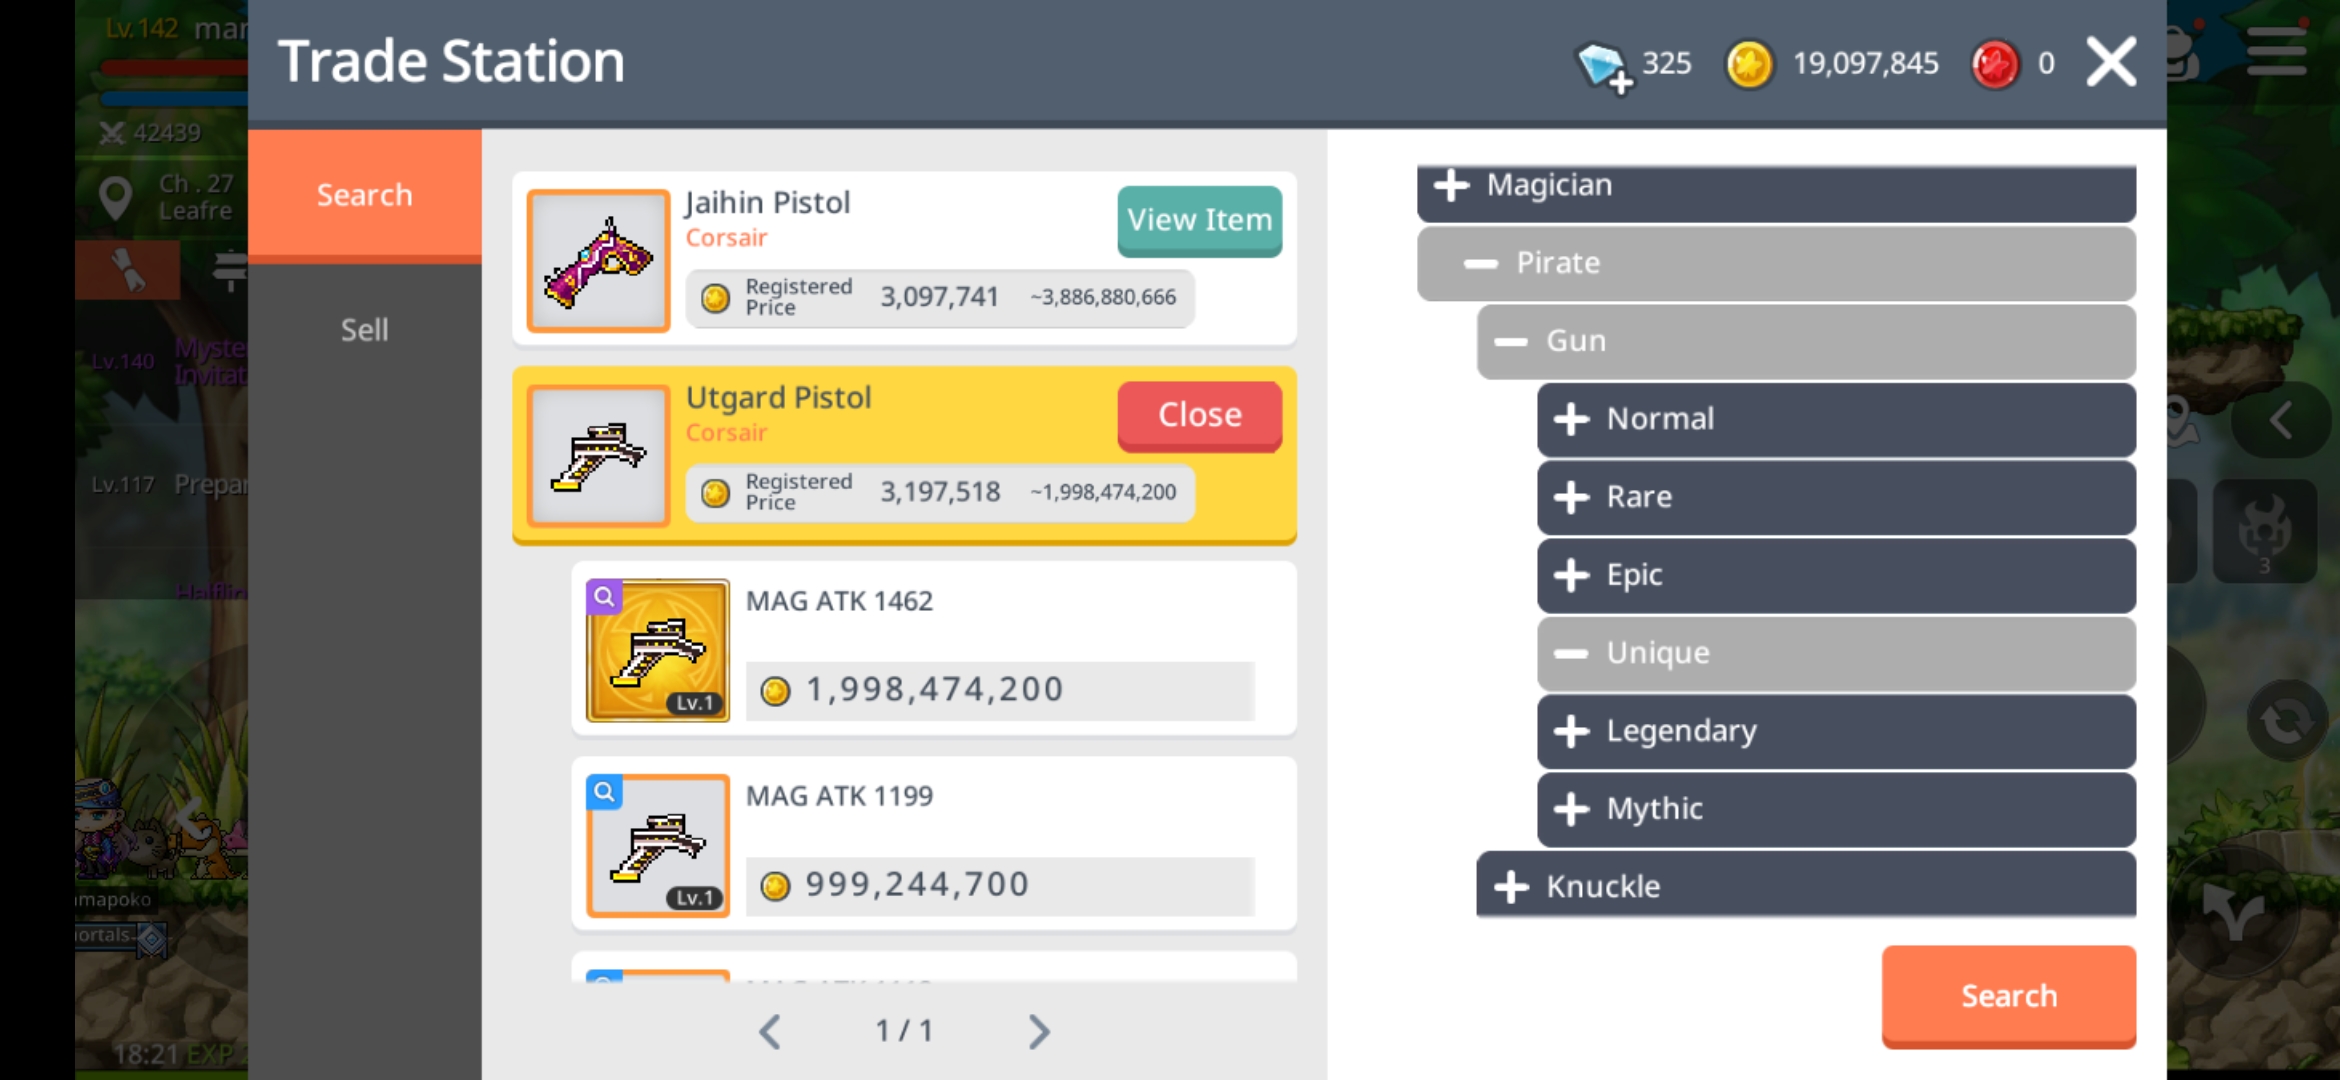 Lv.142 mar
Trade Station
325
19,097,845
0
42439
Ch . 27
Leafre
Search
Sell
Lv.140
Lv.117 Prepar
Jaihin Pistol
Corsair
View Item
Registered
Price
3,097,741 ~3,886,880,666
Utgard Pistol
Corsair
Close
Registered
Price
3,197,518 ~1,998,474,200
MAG ATK 1462
1,998,474,200
Lv.1
MAG ATK 1199
999,244,700
Lv.1
1 / 1
Magician
Pirate
Gun
Normal
Rare
Epic
Unique
Legendary
Mythic
Knuckle
Search
3
mapoko
ortals
18:21 EXP